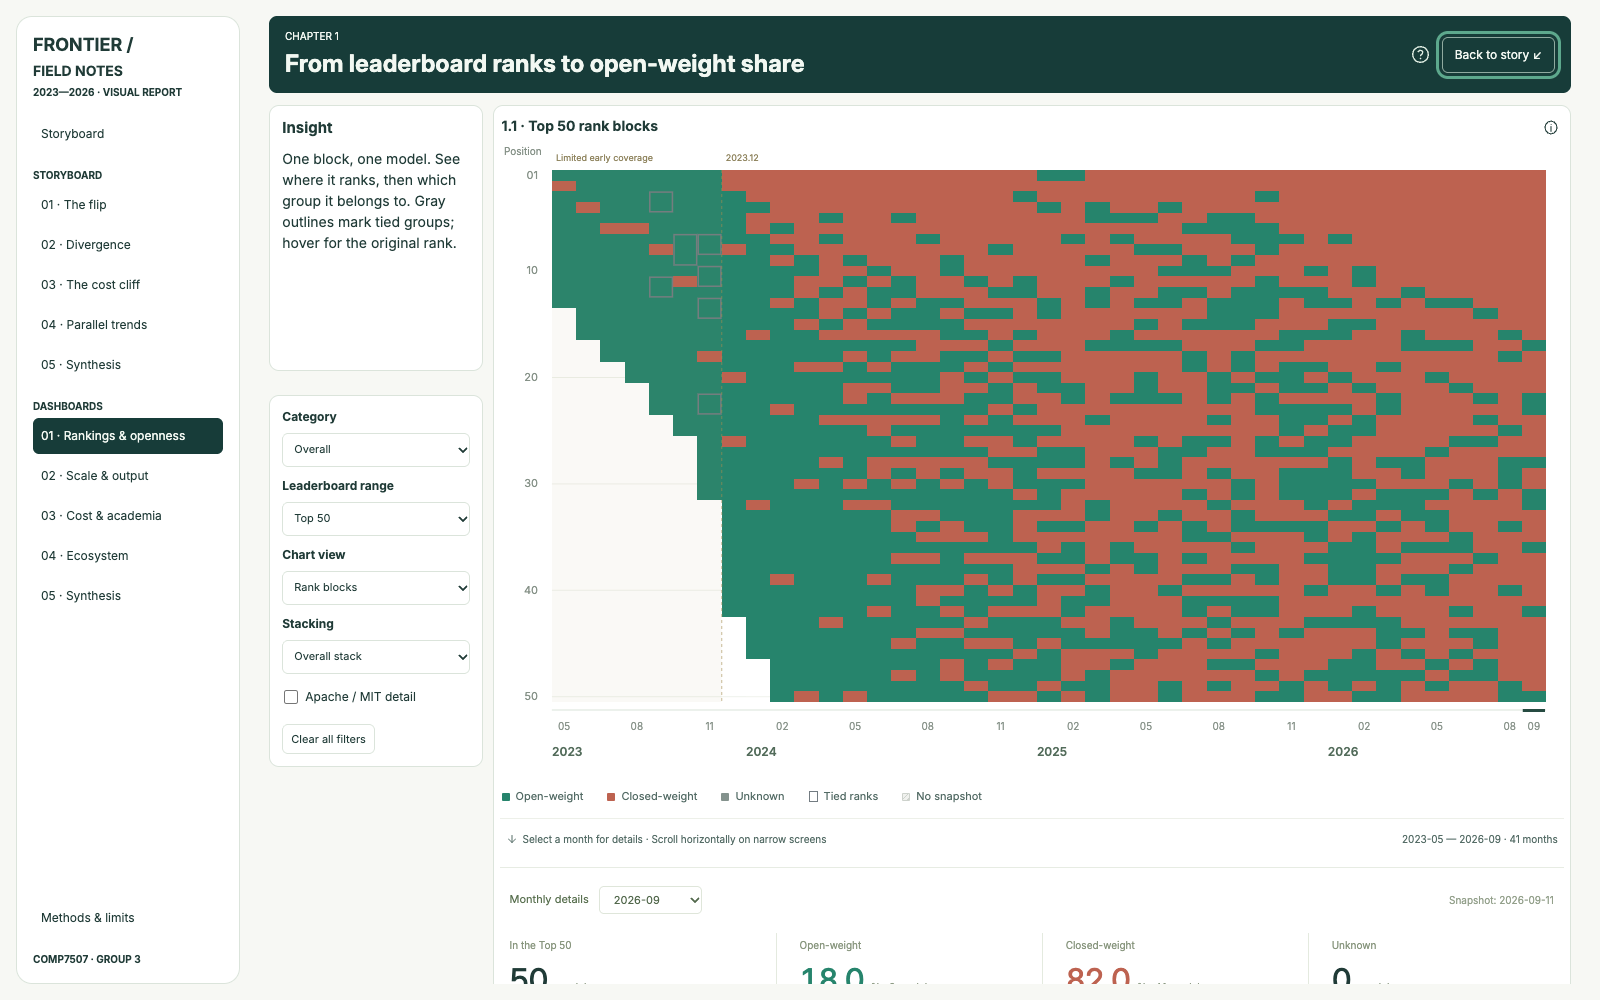 FRONTIER /
FIELD NOTES
2023—2026 · VISUAL REPORT
Storyboard
STORYBOARD
01 · The flip
02 · Divergence
03 · The cost cliff
04 · Parallel trends
05 · Synthesis
DASHBOARDS
01 · Rankings & openness
02 · Scale & output
03 · Cost & academia
04 · Ecosystem
05 · Synthesis
Methods & limits
COMP7507 · GROUP 3
CHAPTER 1
From leaderboard ranks to open-weight share
Back to story ↙
Insight
One block, one model. See
where it ranks, then which
group it belongs to. Gray
outlines mark tied groups;
hover for the original rank.
Category
Overall
Leaderboard range
Top 50
Chart view
Rank blocks
Stacking
Overall stack
Apache / MIT detail
Clear all filters
1.1 · Top 50 rank blocks
Position
Limited early coverage
2023.12
01
10
20
30
40
50
05 08 11 02 05 08 11 02 05 08 11 02 05 08 09
2023 2024 2025 2026
Open-weight Closed-weight Unknown Tied ranks No snapshot
↓ Select a month for details · Scroll horizontally on narrow screens
2023-05 — 2026-09 · 41 months
Monthly details 2026-09
Snapshot: 2026-09-11
In the Top 50 Open-weight Closed-weight Unknown
50 18.0 82.0 0